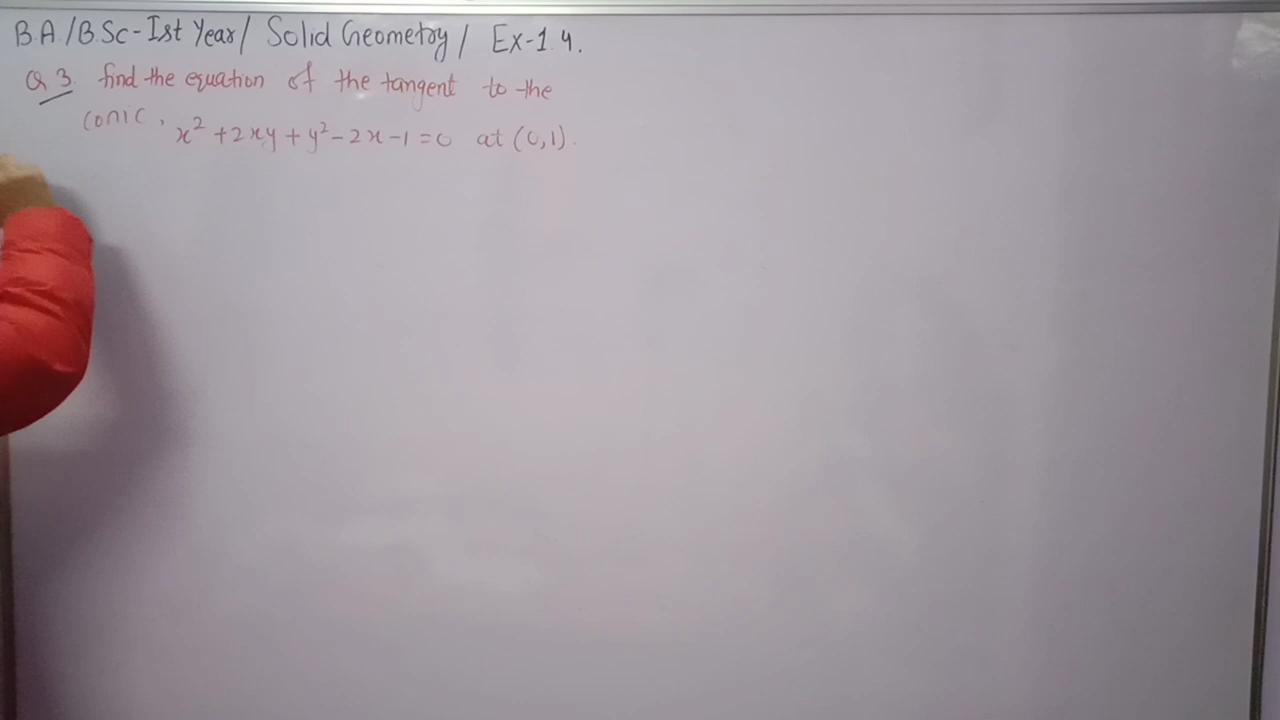 B.A./B.Sc-Ist Year/ Solid Geometry/ Ex-1.4.
Q 3. find the equation of the tangent to the
conic, x² + 2xy + y² - 2x - 1 = 0 at (0,1).